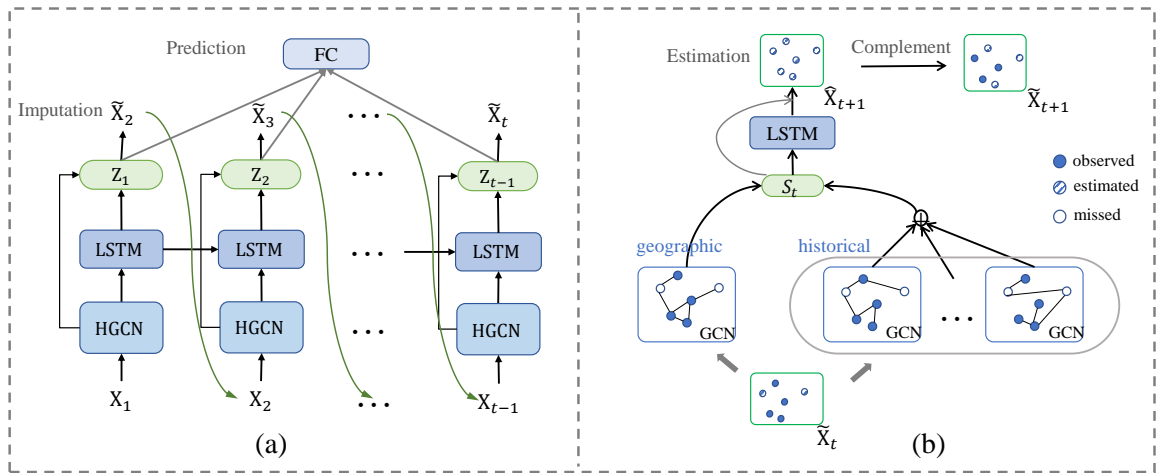 Prediction
FC
Imputation
X̃₂
X̃₃
...
X̃ₜ
Z₁
Z₂
...
Zₜ₋₁
LSTM
LSTM
...
LSTM
HGCN
HGCN
...
HGCN
X₁
X₂
...
Xₜ₋₁
(a)
Estimation
Complement
X̂ₜ₊₁
X̃ₜ₊₁
LSTM
observed
Sₜ
estimated
missed
geographic
historical
GCN
GCN
...
GCN
X̃ₜ
(b)